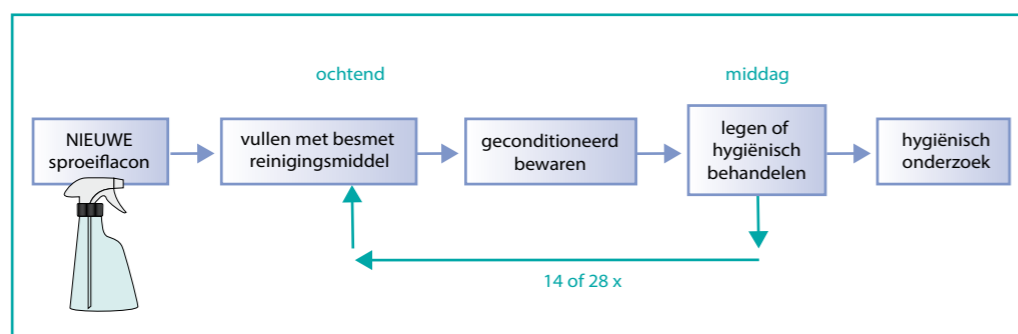 ochtend
middag
NIEUWE
sproeiflacon
vullen met besmet
reinigingsmiddel
geconditioneerd
bewaren
legen of
hygiënisch
behandelen
hygiënisch
onderzoek
14 of 28 x